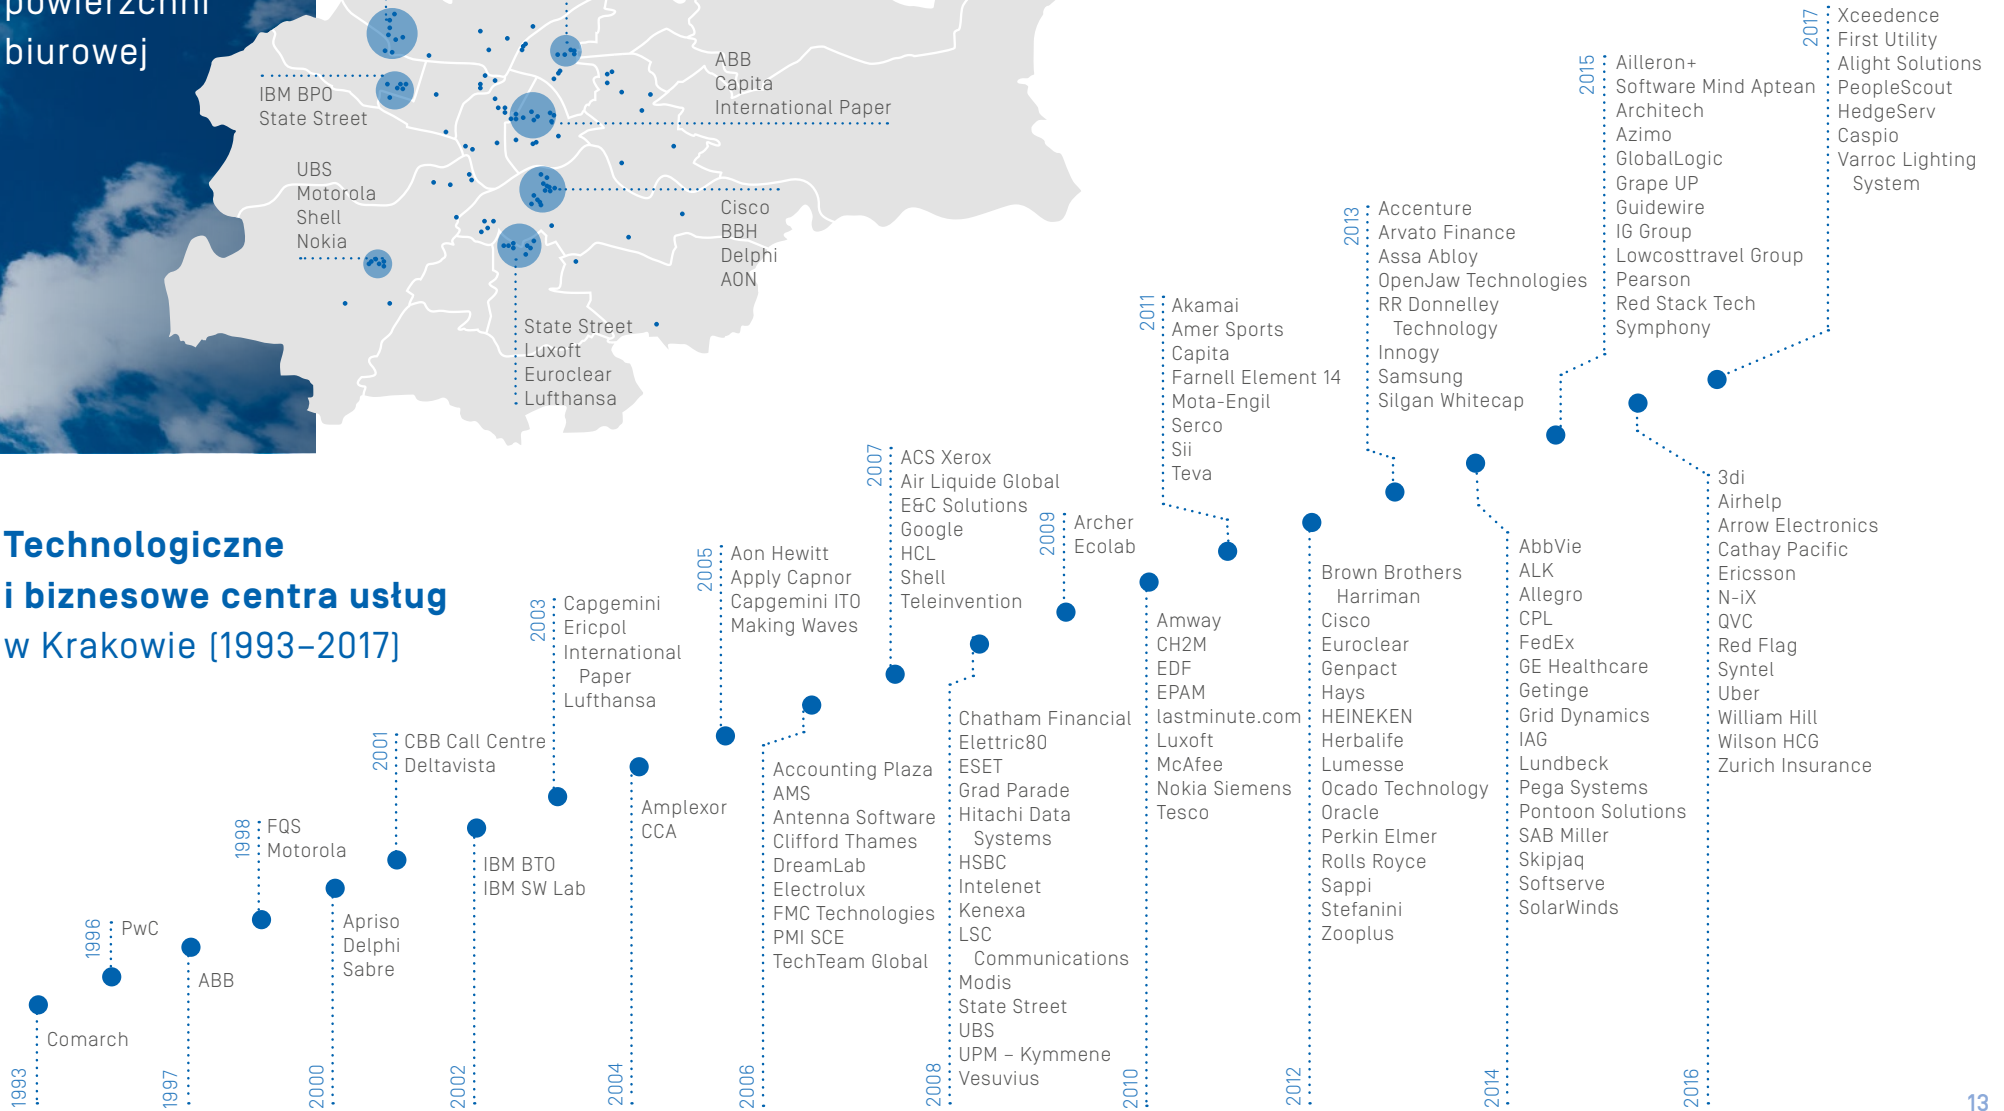 powierzchni
biurowej
IBM BPO
State Street
UBS
Motorola
Shell
Nokia
ABB
Capita
International Paper
Cisco
BBH
Delphi
AON
State Street
Luxoft
Euroclear
Lufthansa
Technologiczne
i biznesowe centra usług
w Krakowie (1993–2017)
1993
Comarch
1996
PwC
1997
ABB
1998
FQS
Motorola
2000
Apriso
Delphi
Sabre
2001
CBB Call Centre
Deltavista
2002
IBM BTO
IBM SW Lab
2003
Capgemini
Ericpol
International
Paper
Lufthansa
2004
Amplexor
CCA
2005
Aon Hewitt
Apply Capnor
Capgemini ITO
Making Waves
2006
Accounting Plaza
AMS
Antenna Software
Clifford Thames
DreamLab
Electrolux
FMC Technologies
PMI SCE
TechTeam Global
2007
ACS Xerox
Air Liquide Global
E&C Solutions
Google
HCL
Shell
Teleinvention
2008
Chatham Financial
Elettric80
ESET
Grad Parade
Hitachi Data
Systems
HSBC
Intelenet
Kenexa
LSC
Communications
Modis
State Street
UBS
UPM – Kymmene
Vesuvius
2009
Archer
Ecolab
2010
Amway
CH2M
EDF
EPAM
lastminute.com
Luxoft
McAfee
Nokia Siemens
Tesco
2011
Akamai
Amer Sports
Capita
Farnell Element 14
Mota-Engil
Serco
Sii
Teva
2012
Brown Brothers
Harriman
Cisco
Euroclear
Genpact
Hays
HEINEKEN
Herbalife
Lumesse
Ocado Technology
Oracle
Perkin Elmer
Rolls Royce
Sappi
Stefanini
Zooplus
2013
Accenture
Arvato Finance
Assa Abloy
OpenJaw Technologies
RR Donnelley
Technology
Innogy
Samsung
Silgan Whitecap
2014
AbbVie
ALK
Allegro
CPL
FedEx
GE Healthcare
Getinge
Grid Dynamics
IAG
Lundbeck
Pega Systems
Pontoon Solutions
SAB Miller
Skipjaq
Softserve
SolarWinds
2015
Ailleron+
Software Mind Aptean
Architech
Azimo
GlobalLogic
Grape UP
Guidewire
IG Group
Lowcosttravel Group
Pearson
Red Stack Tech
Symphony
2016
3di
Airhelp
Arrow Electronics
Cathay Pacific
Ericsson
N-iX
QVC
Red Flag
Syntel
Uber
William Hill
Wilson HCG
Zurich Insurance
2017
Xceedence
First Utility
Alight Solutions
PeopleScout
HedgeServ
Caspio
Varroc Lighting
System
13